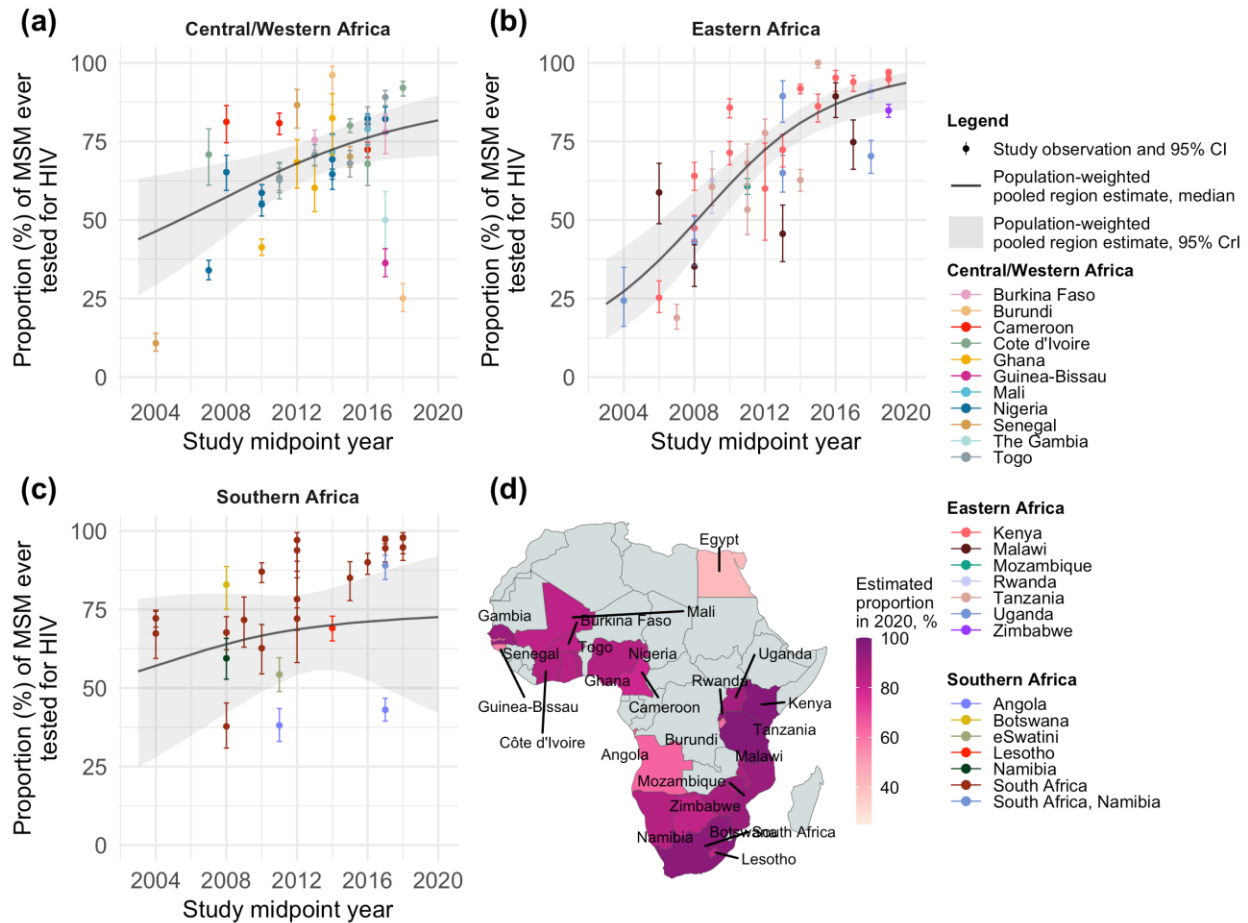 (a)
Central/Western Africa
Proportion (%) of MSM ever
tested for HIV
100
75
50
25
0
2004 2008 2012 2016 2020
Study midpoint year
(b)
Eastern Africa
Proportion (%) of MSM ever
tested for HIV
100
75
50
25
0
2004 2008 2012 2016 2020
Study midpoint year
Legend
Study observation and 95% CI
Population-weighted
pooled region estimate, median
Population-weighted
pooled region estimate, 95% CrI
Central/Western Africa
Burkina Faso
Burundi
Cameroon
Cote d'Ivoire
Ghana
Guinea-Bissau
Mali
Nigeria
Senegal
The Gambia
Togo
(c)
Southern Africa
Proportion (%) of MSM ever
tested for HIV
100
75
50
25
0
2004 2008 2012 2016 2020
Study midpoint year
(d)
Egypt
Gambia
Mali
Burkina Faso
Senegal
Togo
Nigeria
Uganda
Ghana
Rwanda
Guinea-Bissau
Cameroon
Kenya
Côte d'Ivoire
Burundi
Tanzania
Angola
Malawi
Mozambique
Zimbabwe
Namibia
Botswana
South Africa
Lesotho
Estimated
proportion
in 2020, %
100
80
60
40
Eastern Africa
Kenya
Malawi
Mozambique
Rwanda
Tanzania
Uganda
Zimbabwe
Southern Africa
Angola
Botswana
eSwatini
Lesotho
Namibia
South Africa
South Africa, Namibia